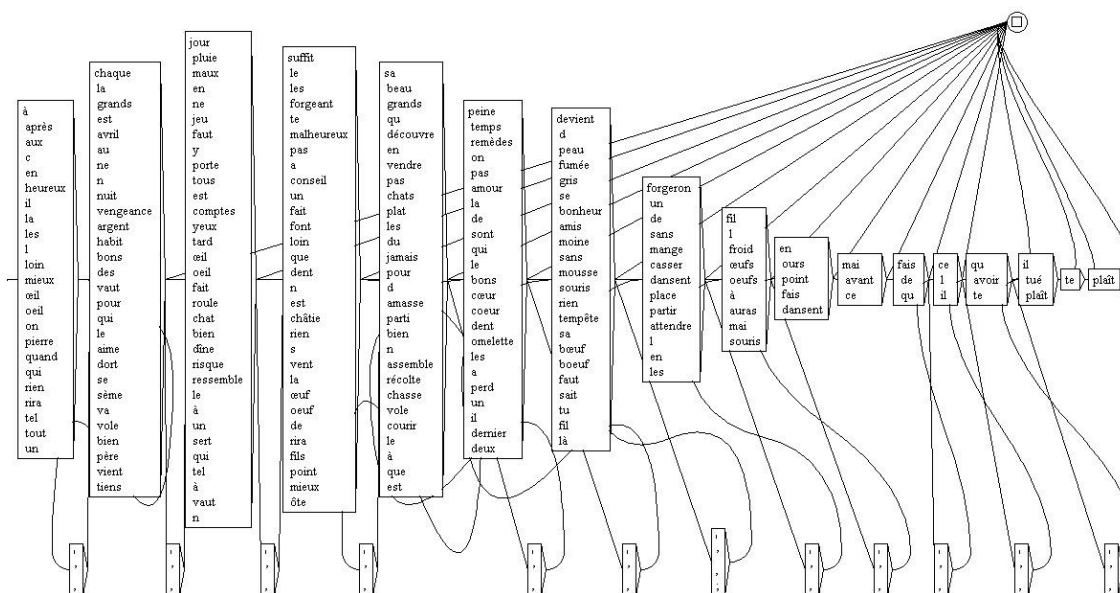 à
après
aux
c
en
heureux
il
la
les
l
loin
mieux
œil
oeil
on
pierre
quand
qui
rien
rira
tel
tout
un
chaque
la
grands
est
avril
au
ne
n
nuit
vengeance
argent
habit
bons
des
vaut
pour
qui
le
aime
dort
se
sème
va
vole
bien
père
vient
tiens
jour
pluie
maux
en
ne
jeu
faut
y
porte
tous
est
comptes
yeux
tard
œil
oeil
fait
roule
chat
bien
dîne
risque
ressemble
le
à
un
sert
qui
tel
à
vaut
n
suffit
le
les
forgeant
te
malheureux
pas
a
conseil
un
fait
font
loin
que
dent
n
est
châtie
rien
s
vent
la
œuf
oeuf
de
rira
fils
point
mieux
ôte
sa
beau
grands
qu
découvre
en
vendre
pas
chats
plat
les
du
jamais
pour
d
amasse
parti
bien
n
assemble
récolte
chasse
vole
courir
le
à
que
est
peine
temps
remèdes
on
pas
amour
la
de
sont
qui
le
bons
cœur
coeur
dent
omelette
les
a
perd
un
il
dernier
deux
devient
d
peau
fumée
gris
se
bonheur
amis
moine
sans
mousse
souris
rien
tempête
sa
bœuf
boeuf
faut
sait
tu
fil
là
forgeron
un
de
sans
mange
casser
dansent
place
partir
attendre
l
en
les
fil
l
froid
œufs
oeufs
à
auras
mai
souris
en
ours
point
fais
dansent
mai
avant
ce
fais
de
qu
ce
l
il
qu
avoir
te
il
tué
plaît
te
plaît